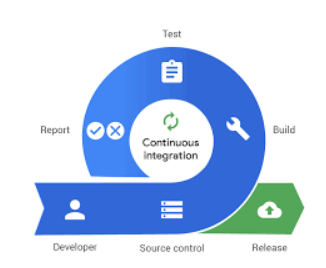 Test
Report
Continuous
integration
Build
Developer
Source control
Release